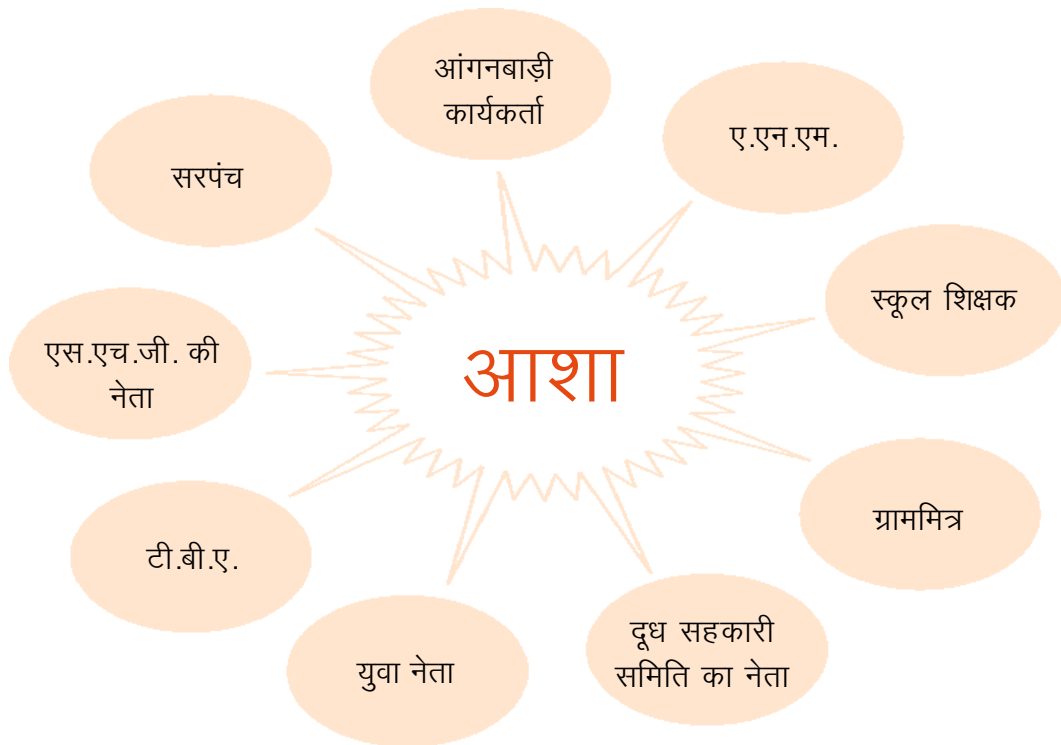 आंगनबाड़ी
कार्यकर्ता
ए.एन.एम.
सरपंच
स्कूल शिक्षक
एस.एच.जी. की
नेता
आशा
ग्राममित्र
टी.बी.ए.
दूध सहकारी
समिति का नेता
युवा नेता